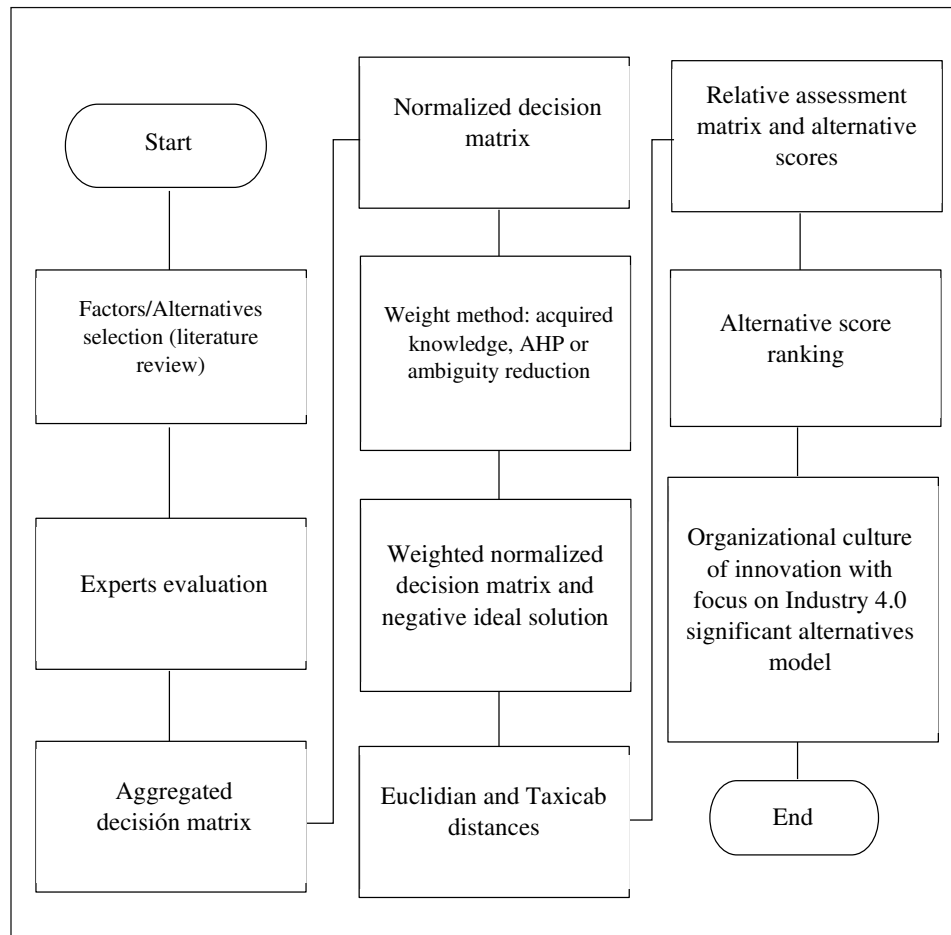 Start
Factors/Alternatives
selection (literature
review)
Experts evaluation
Aggregated
decisión matrix
Normalized decision
matrix
Weight method: acquired
knowledge, AHP or
ambiguity reduction
Weighted normalized
decision matrix and
negative ideal solution
Euclidian and Taxicab
distances
Relative assessment
matrix and alternative
scores
Alternative score
ranking
Organizational culture
of innovation with
focus on Industry 4.0
significant alternatives
model
End